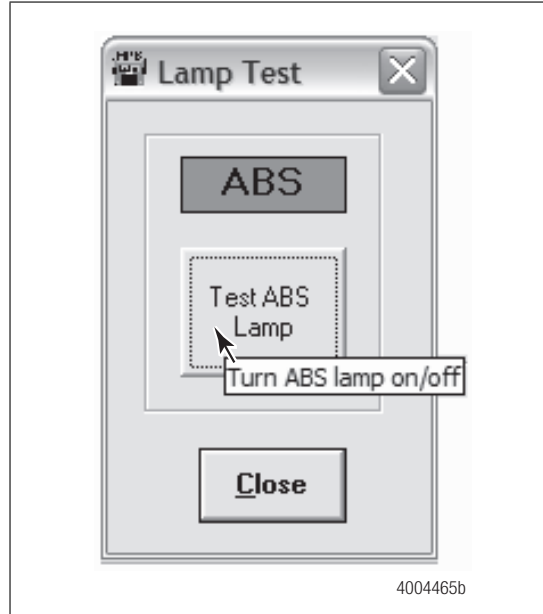 Lamp Test
ABS
Test ABS
Lamp
Turn ABS lamp on/off
Close
4004465b